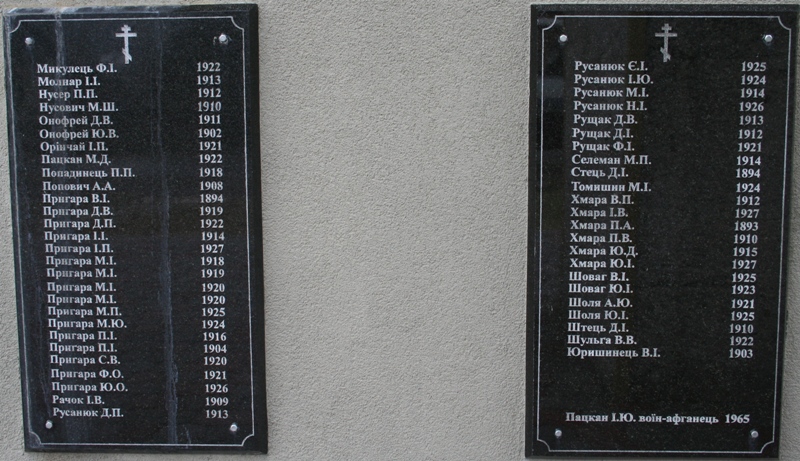 Микулець Ф.І. 1922
Молнар І.І. 1913
Нусер П.П. 1912
Нусович М.Ш. 1910
Онофрей Д.В. 1911
Онофрей Ю.В. 1902
Орінчай І.П. 1921
Пацкан М.Д. 1922
Попадинець П.П. 1918
Попович А.А. 1908
Пригара В.І. 1894
Пригара Д.В. 1919
Пригара Д.П. 1922
Пригара І.І. 1914
Пригара І.П. 1927
Пригара М.І. 1918
Пригара М.І. 1919
Пригара М.І. 1920
Пригара М.І. 1920
Пригара М.П. 1925
Пригара М.Ю. 1924
Пригара П.І. 1916
Пригара П.І. 1904
Пригара С.В. 1920
Пригара Ф.О. 1921
Пригара Ю.О. 1926
Рачок І.В. 1909
Русанюк Д.П. 1913
Русанюк Є.І. 1925
Русанюк І.Ю. 1924
Русанюк М.І. 1914
Русанюк Н.І. 1926
Рущак Д.В. 1913
Рущак Д.І. 1912
Рущак Ф.І. 1921
Селеман М.П. 1914
Стець Д.І. 1894
Томишин М.І. 1924
Хмара В.П. 1912
Хмара І.В. 1927
Хмара П.А. 1893
Хмара П.В. 1910
Хмара Ю.Д. 1915
Хмара Ю.І. 1927
Шоваг В.І. 1925
Шоваг Ю.І. 1923
Шоля А.Ю. 1921
Шоля Ю.І. 1925
Штець Д.І. 1910
Шульга В.В. 1922
Юришинець В.І. 1903
Пацкан І.Ю. воїн-афганець 1965